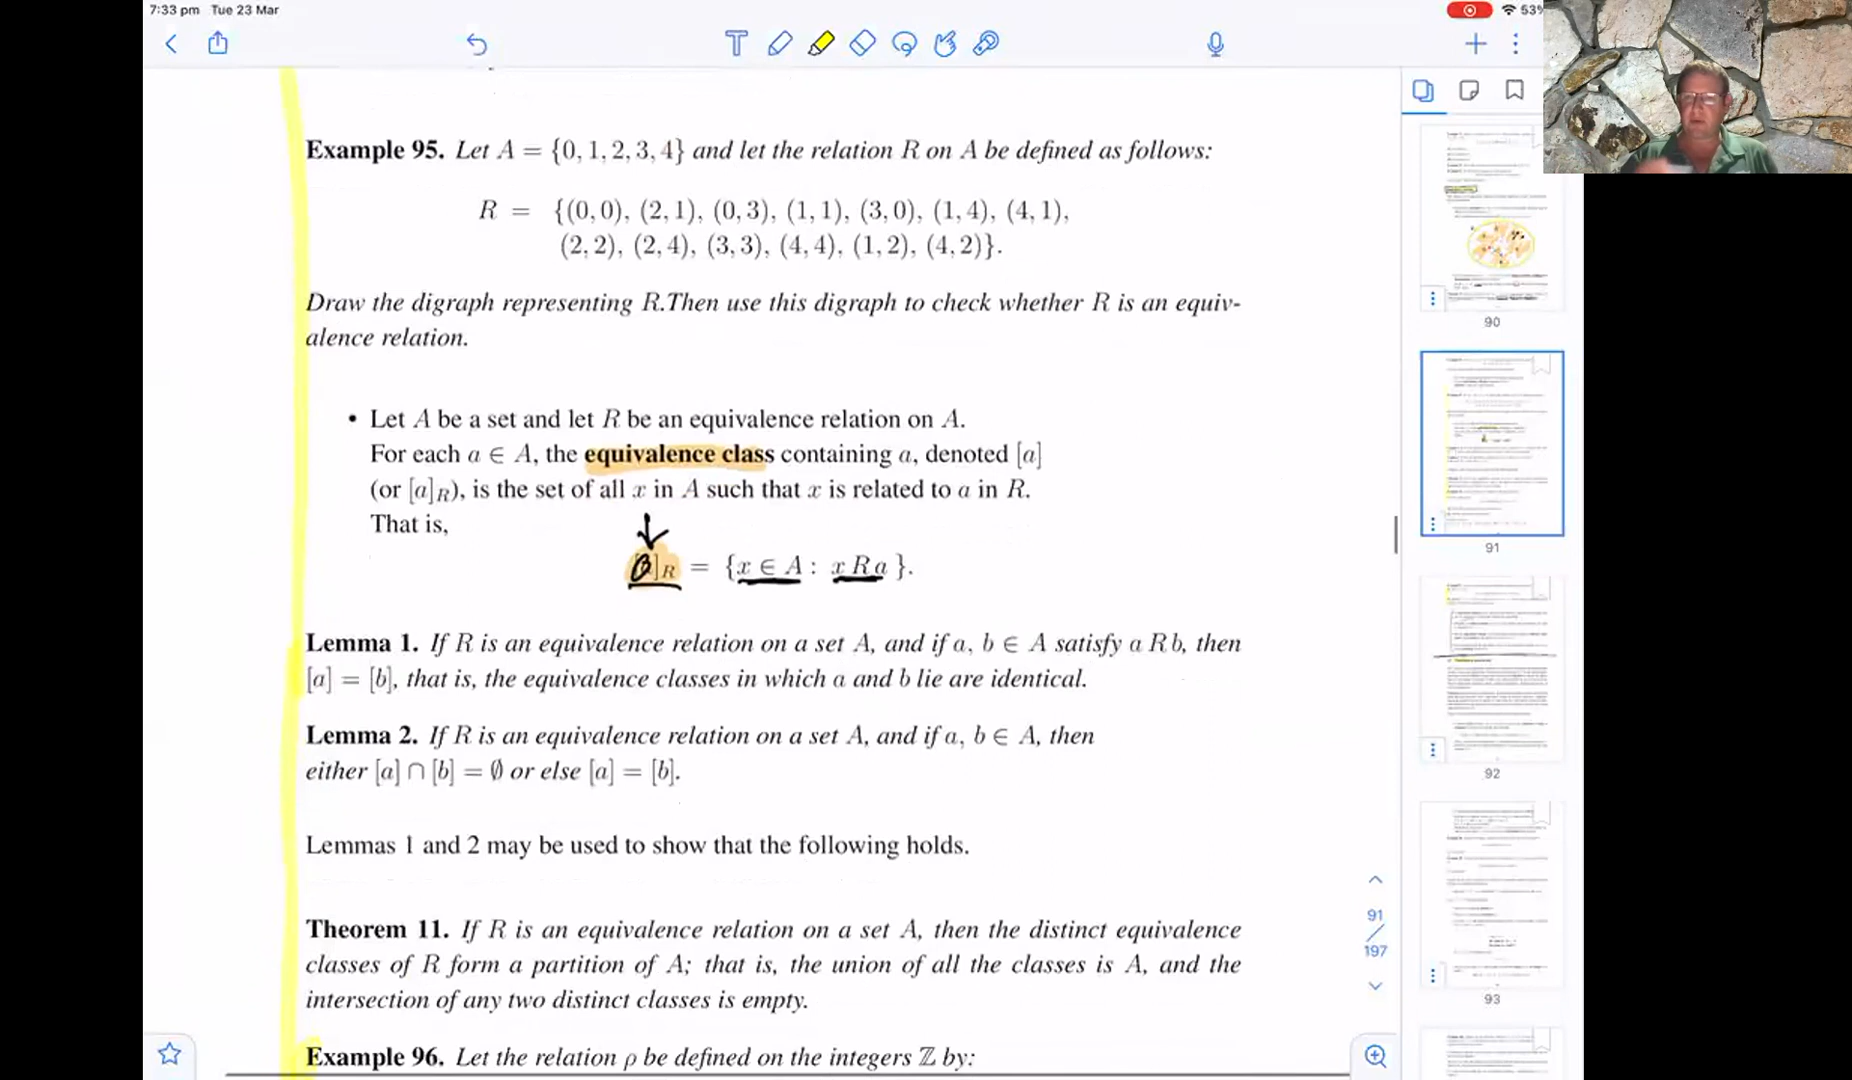 7:33 pm Tue 23 Mar
53%
Example 95. Let A = {0, 1, 2, 3, 4} and let the relation R on A be defined as follows:
R = {(0, 0), (2, 1), (0, 3), (1, 1), (3, 0), (1, 4), (4, 1),
(2, 2), (2, 4), (3, 3), (4, 4), (1, 2), (4, 2)}.
Draw the digraph representing R.Then use this digraph to check whether R is an equiv-
alence relation.
• Let A be a set and let R be an equivalence relation on A.
For each a ∈ A, the equivalence class containing a, denoted [a]
(or [a]R), is the set of all x in A such that x is related to a in R.
That is,
]R = {x ∈ A : x R a }.
Lemma 1. If R is an equivalence relation on a set A, and if a, b ∈ A satisfy a R b, then
[a] = [b], that is, the equivalence classes in which a and b lie are identical.
Lemma 2. If R is an equivalence relation on a set A, and if a, b ∈ A, then
either [a] ∩ [b] = ∅ or else [a] = [b].
Lemmas 1 and 2 may be used to show that the following holds.
Theorem 11. If R is an equivalence relation on a set A, then the distinct equivalence
classes of R form a partition of A; that is, the union of all the classes is A, and the
intersection of any two distinct classes is empty.
Example 96. Let the relation ρ be defined on the integers ℤ by:
91
/
197
90
91
92
93